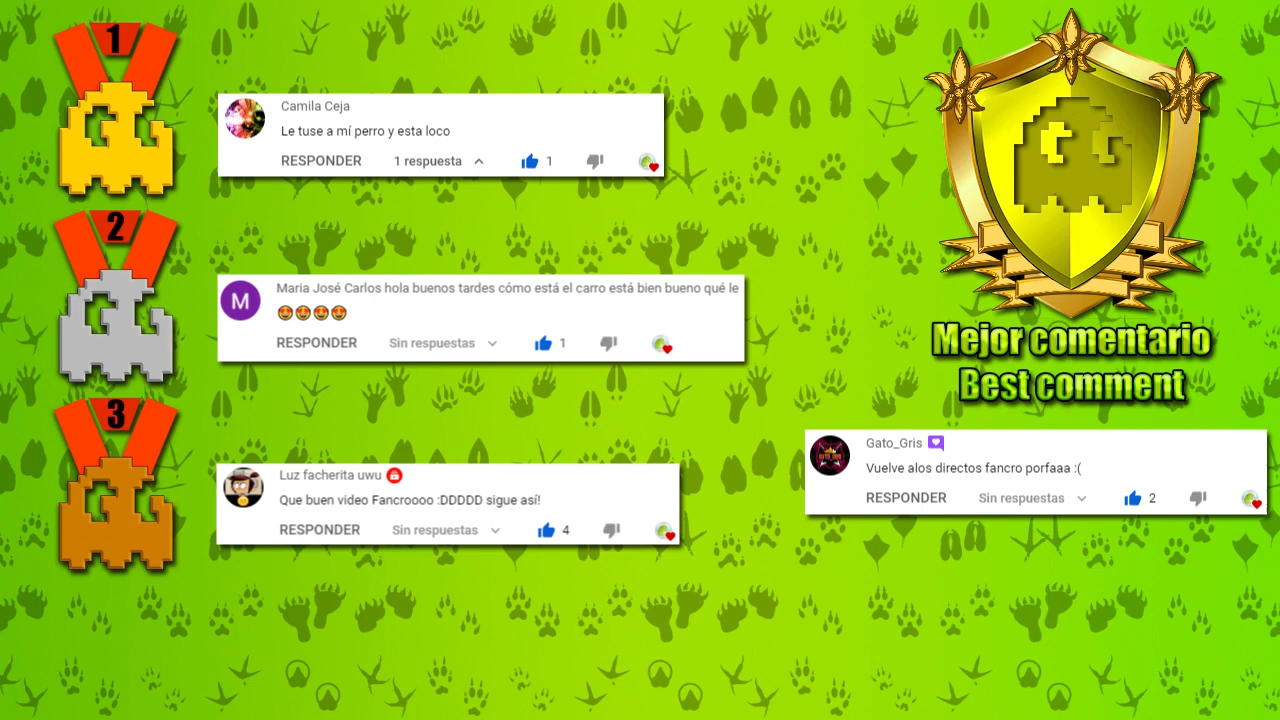 1
Camila Ceja
Le tuse a mí perro y esta loco
RESPONDER 1 respuesta 1
2
M
Maria José Carlos hola buenos tardes cómo está el carro está bien bueno qué le
RESPONDER Sin respuestas 1
3
Luz facherita uwu
Que buen video Fancroooo :DDDDD sigue así!
RESPONDER Sin respuestas 4
Mejor comentario
Best comment
Gato_Gris
Vuelve alos directos fancro porfaaa :(
RESPONDER Sin respuestas 2